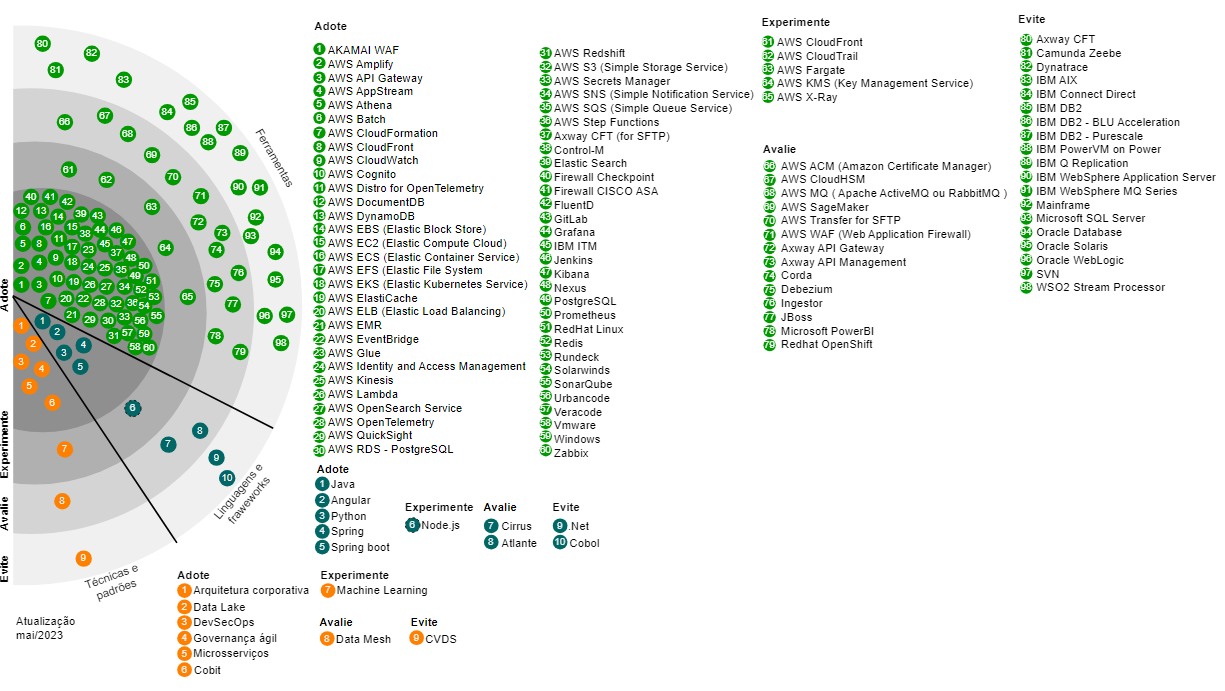 Adote
1 AKAMAI WAF
2 AWS Amplify
3 AWS API Gateway
4 AWS AppStream
5 AWS Athena
6 AWS Batch
7 AWS CloudFormation
8 AWS CloudFront
9 AWS CloudWatch
10 AWS Cognito
11 AWS Distro for OpenTelemetry
12 AWS DocumentDB
13 AWS DynamoDB
14 AWS EBS (Elastic Block Store)
15 AWS EC2 (Elastic Compute Cloud)
16 AWS ECS (Elastic Container Service)
17 AWS EFS (Elastic File System
18 AWS EKS (Elastic Kubernetes Service)
19 AWS ElastiCache
20 AWS ELB (Elastic Load Balancing)
21 AWS EMR
22 AWS EventBridge
23 AWS Glue
24 AWS Identity and Access Management
25 AWS Kinesis
26 AWS Lambda
27 AWS OpenSearch Service
28 AWS OpenTelemetry
29 AWS QuickSight
30 AWS RDS - PostgreSQL
31 AWS Redshift
32 AWS S3 (Simple Storage Service)
33 AWS Secrets Manager
34 AWS SNS (Simple Notification Service)
35 AWS SQS (Simple Queue Service)
36 AWS Step Functions
37 Axway CFT (for SFTP)
38 Control-M
39 Elastic Search
40 Firewall Checkpoint
41 Firewall CISCO ASA
42 FluentD
43 GitLab
44 Grafana
45 IBM ITM
46 Jenkins
47 Kibana
48 Nexus
49 PostgreSQL
50 Prometheus
51 RedHat Linux
52 Redis
53 Rundeck
54 Solarwinds
55 SonarQube
56 Urbancode
57 Veracode
58 Vmware
59 Windows
60 Zabbix
Experimente
61 AWS CloudFront
62 AWS CloudTrail
63 AWS Fargate
64 AWS KMS (Key Management Service)
65 AWS X-Ray
Avalie
66 AWS ACM (Amazon Certificate Manager)
67 AWS CloudHSM
68 AWS MQ ( Apache ActiveMQ ou RabbitMQ )
69 AWS SageMaker
70 AWS Transfer for SFTP
71 AWS WAF (Web Application Firewall)
72 Axway API Gateway
73 Axway API Management
74 Corda
75 Debezium
76 Ingestor
77 JBoss
78 Microsoft PowerBI
79 Redhat OpenShift
Evite
80 Axway CFT
81 Camunda Zeebe
82 Dynatrace
83 IBM AIX
84 IBM Connect Direct
85 IBM DB2
86 IBM DB2 - BLU Acceleration
87 IBM DB2 - Purescale
88 IBM PowerVM on Power
89 IBM Q Replication
90 IBM WebSphere Application Server
91 IBM WebSphere MQ Series
92 Mainframe
93 Microsoft SQL Server
94 Oracle Database
95 Oracle Solaris
96 Oracle WebLogic
97 SVN
98 WSO2 Stream Processor
Ferramentas
Linguagens e
fraweworks
Técnicas e
padrões
Adote
Experimente
Avalie
Evite
Adote
1 Java
2 Angular
3 Python
4 Spring
5 Spring boot
Experimente
6 Node.js
Avalie
7 Cirrus
8 Atlante
Evite
9 .Net
10 Cobol
Adote
1 Arquitetura corporativa
2 Data Lake
3 DevSecOps
4 Governança ágil
5 Microsserviços
6 Cobit
Experimente
7 Machine Learning
Avalie
8 Data Mesh
Evite
9 CVDS
Atualização
mai/2023